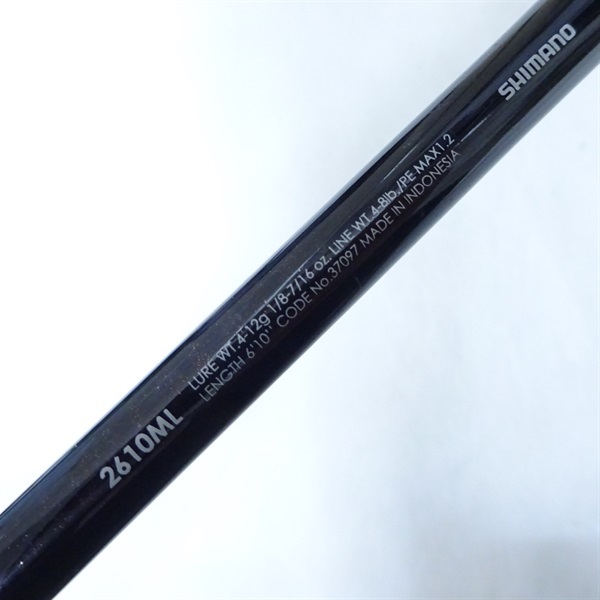 2610ML
LURE WT.4-12g 1/8-7/16 oz. LINE WT.4-8lb./PE MAX1.2
LENGTH 6'10'' CODE No.37097 MADE IN INDONESIA
SHIMANO